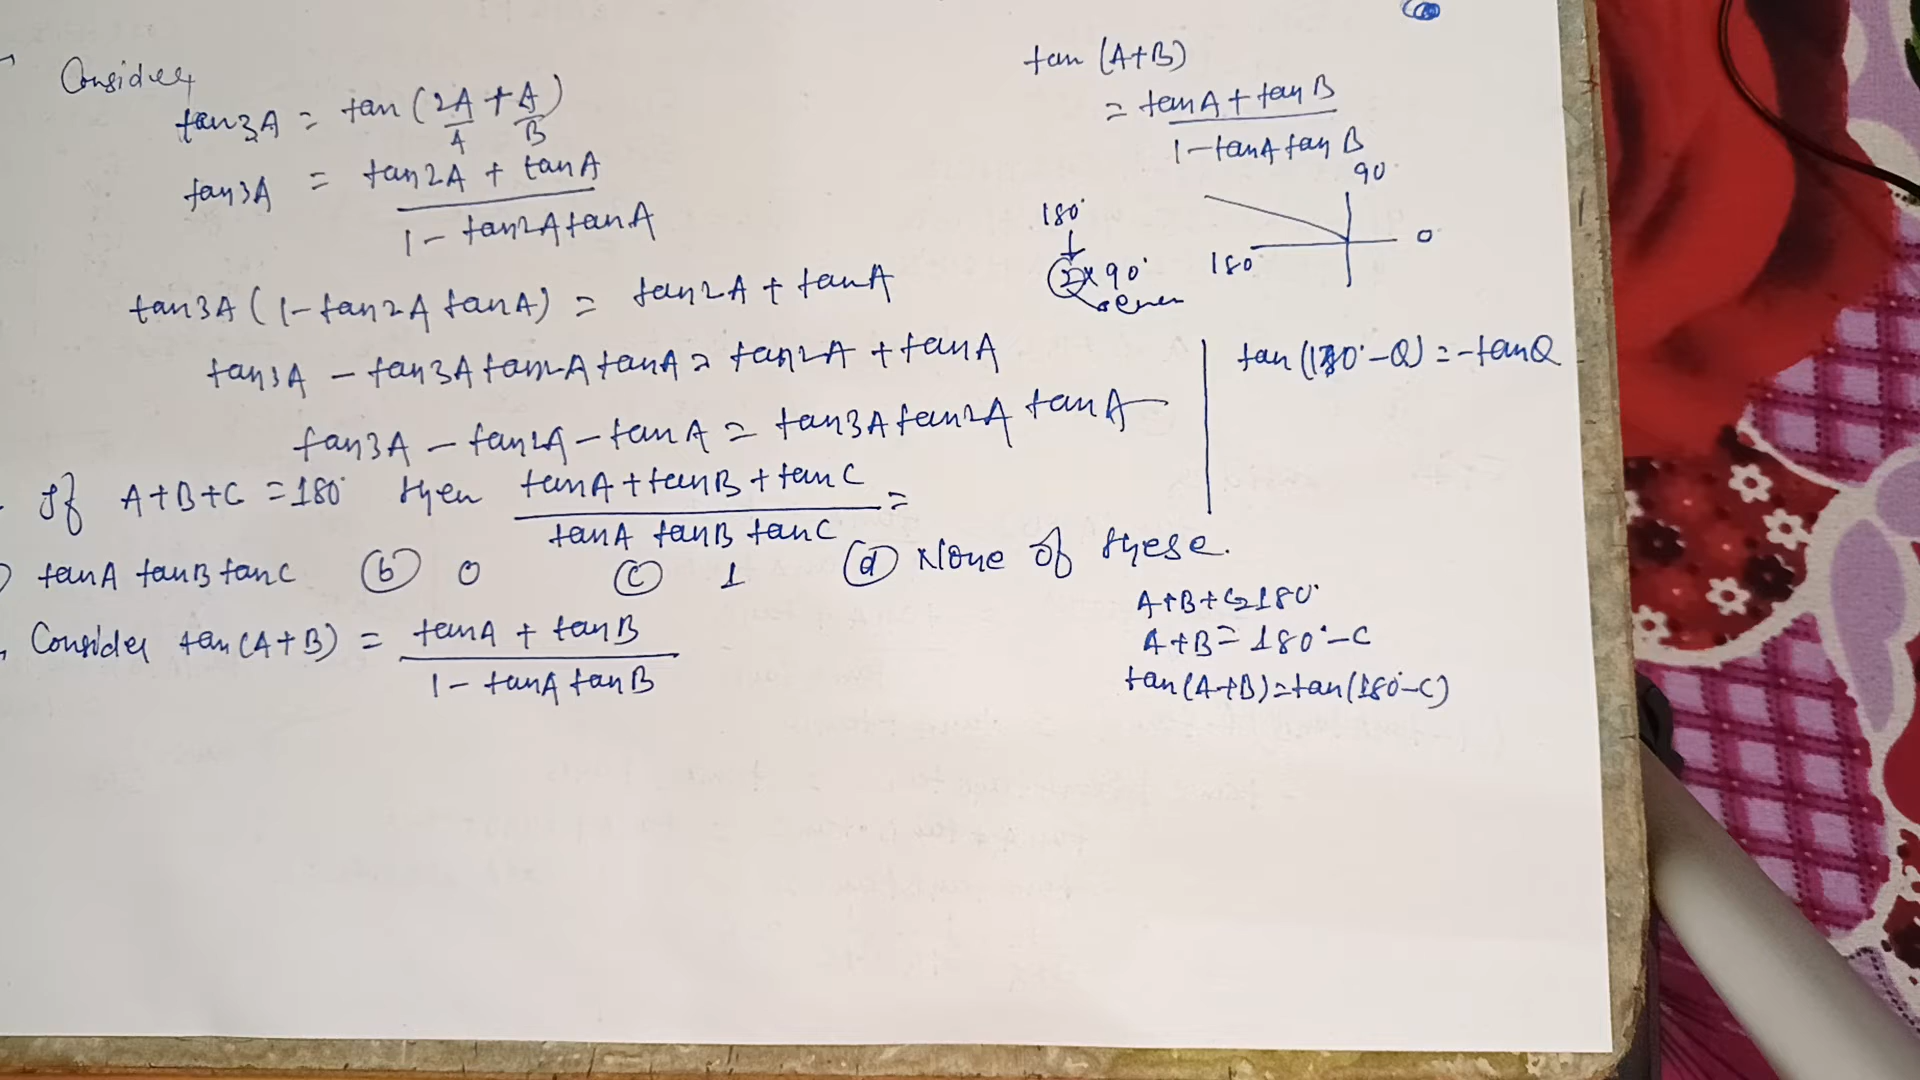 Consider
tan3A = tan (2A + A)
A B
tan3A = tan2A + tanA
1 - tan2A tanA
tan3A (1 - tan2A tanA) = tan2A + tanA
tan3A - tan3A tan2A tanA = tan2A + tanA
tan3A - tan2A - tanA = tan3A tan2A tanA
tan (A+B)
= tanA + tanB
1 - tanA tanB
90
180°
2×90°
even
180
0
tan (180° - Q) = -tanQ
If A+B+C = 180° then tanA + tanB + tanC =
tanA tanB tanC
tanA tanB tanC (b) 0 (c) 1 (d) None of these.
Consider tan(A+B) = tanA + tanB
1 - tanA tanB
A+B+C=180°
A+B = 180° - C
tan(A+B) = tan(180° - C)